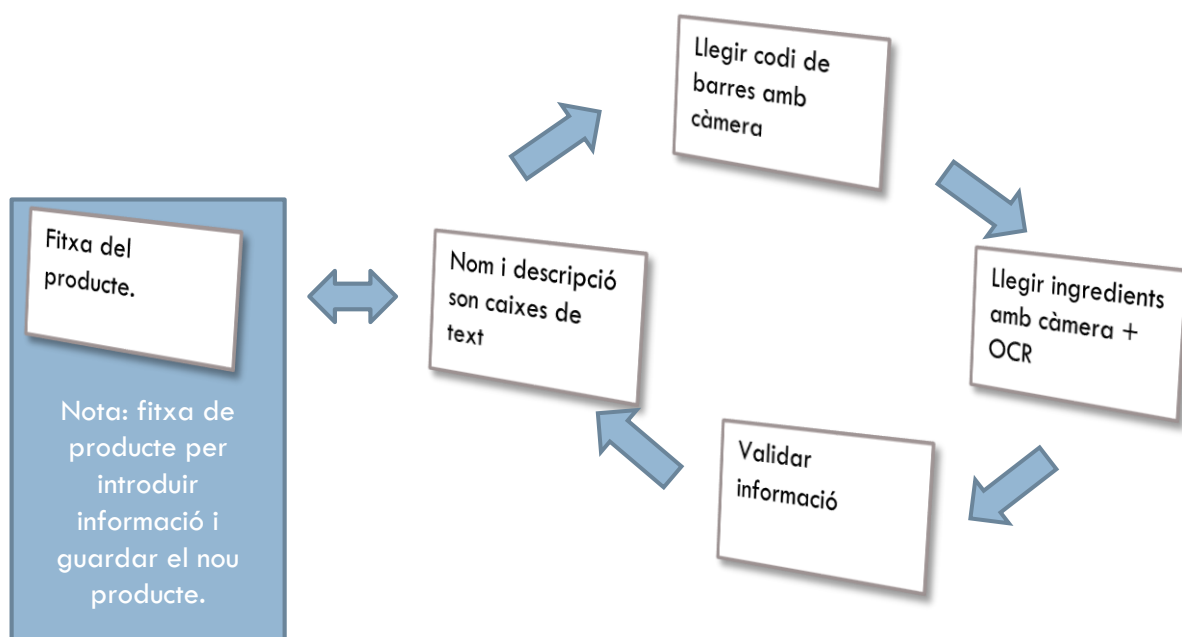 Llegir codi de
barres amb
càmera
Fitxa del
producte.
Nom i descripció
son caixes de
text
Llegir ingredients
amb càmera +
OCR
Validar
informació
Nota: fitxa de
producte per
introduir
informació i
guardar el nou
producte.